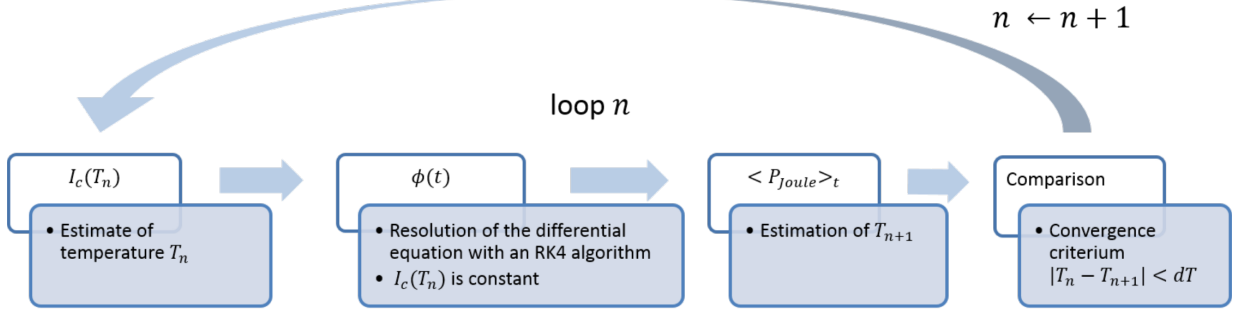 n ← n + 1
loop n
I_c(T_n)
• Estimate of
temperature T_n
ϕ(t)
• Resolution of the differential
equation with an RK4 algorithm
• I_c(T_n) is constant
< P_Joule >_t
• Estimation of T_{n+1}
Comparison
• Convergence
criterion
|T_n − T_{n+1}| < dT